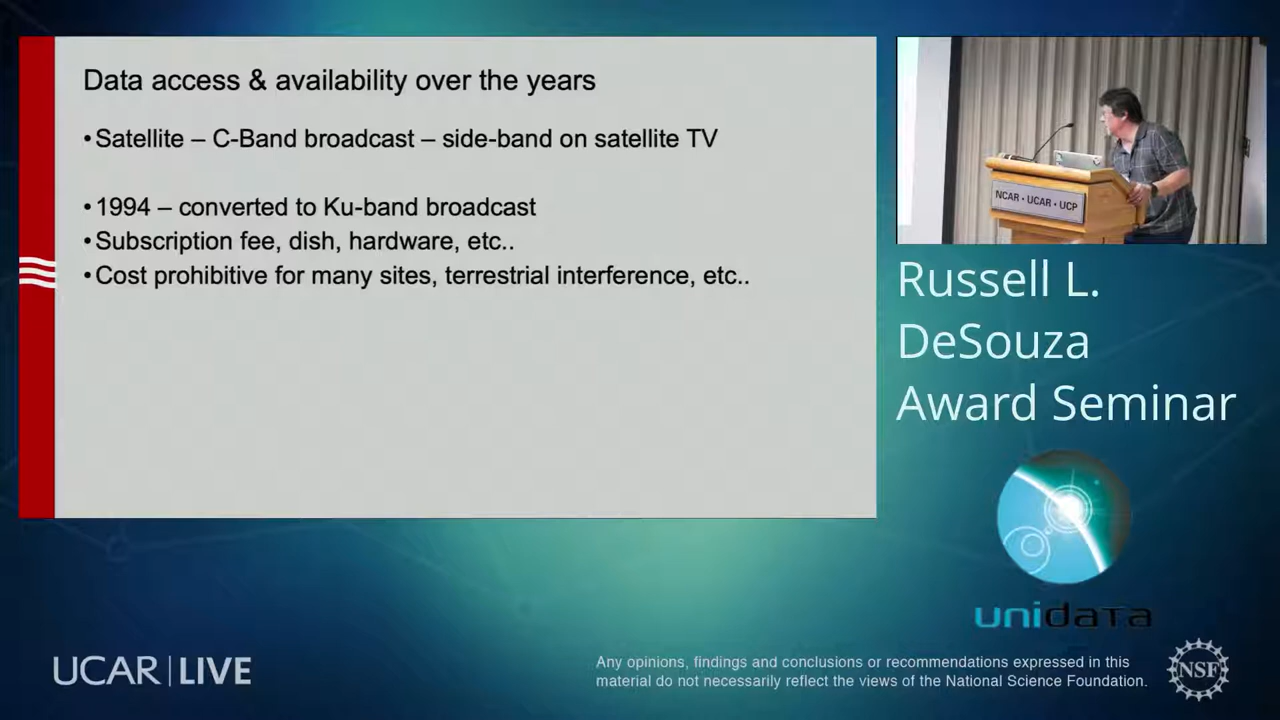 Data access & availability over the years
•Satellite – C-Band broadcast – side-band on satellite TV
•1994 – converted to Ku-band broadcast
•Subscription fee, dish, hardware, etc..
•Cost prohibitive for many sites, terrestrial interference, etc..
NCAR • UCAR • UCP
Russell L.
DeSouza
Award Seminar
unidata
UCAR | LIVE
Any opinions, findings and conclusions or recommendations expressed in this
material do not necessarily reflect the views of the National Science Foundation.
NSF